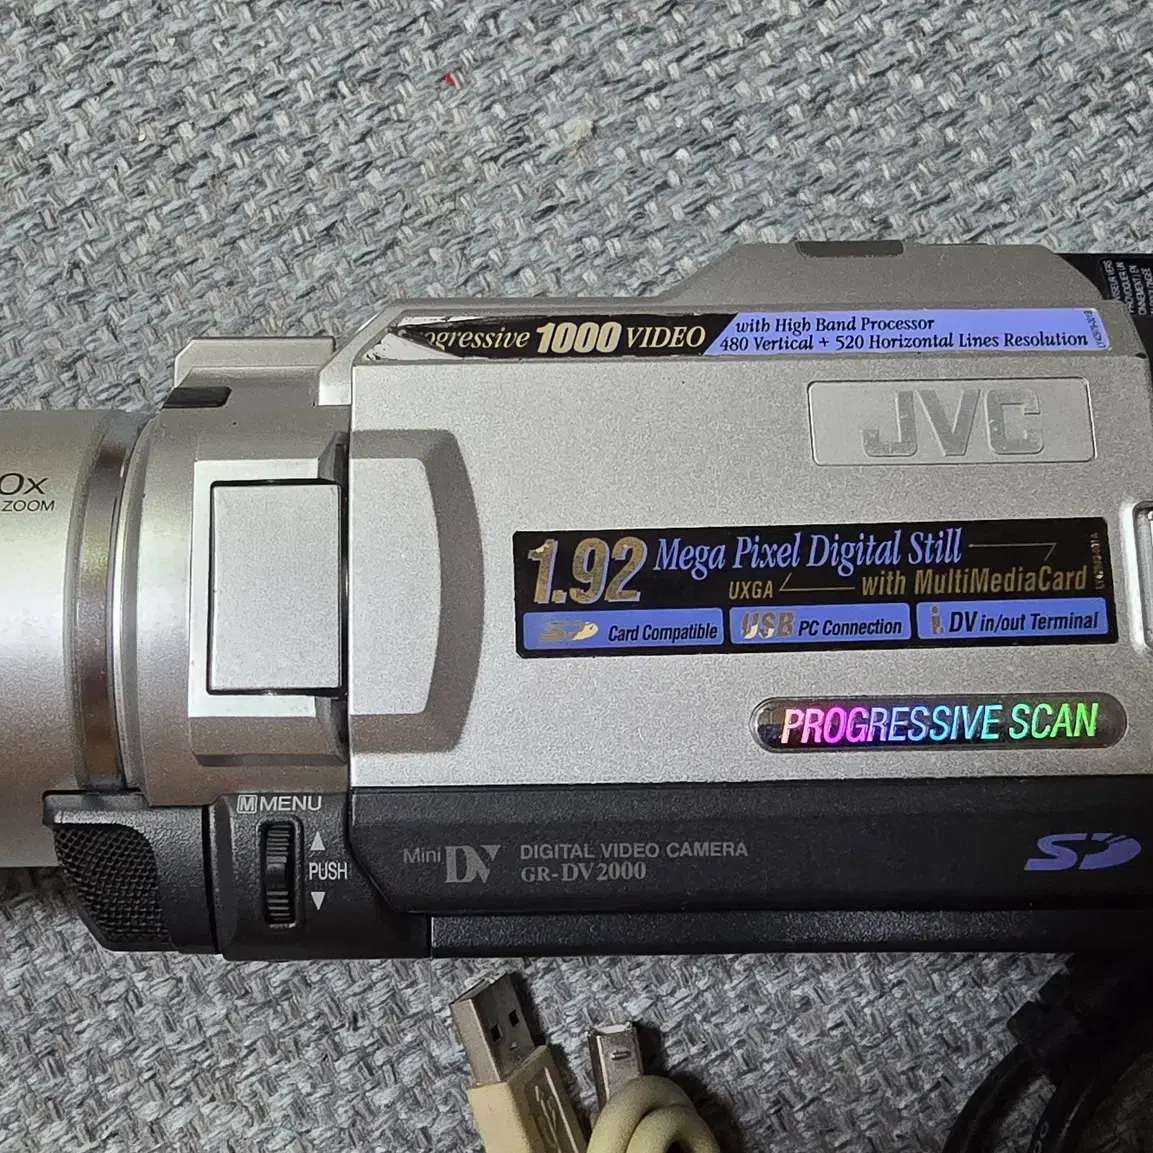 ogressive 1000 VIDEO
with High Band Processor
480 Vertical + 520 Horizontal Lines Resolution
JVC
0x
ZOOM
1.92 Mega Pixel Digital Still
UXGA with MultiMediaCard
SD Card Compatible
USB PC Connection
i. DV in/out Terminal
PROGRESSIVE SCAN
M MENU
PUSH
Mini DV DIGITAL VIDEO CAMERA
GR-DV2000
SD